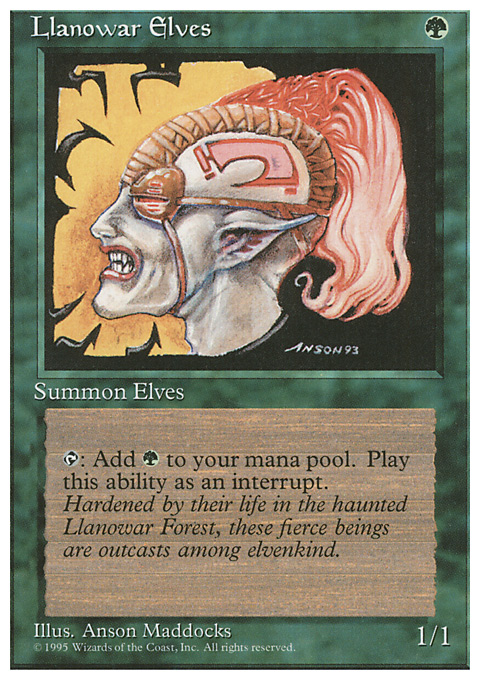 Llanowar Elves
ANSON93
Summon Elves
: Add to your mana pool. Play
this ability as an interrupt.
Hardened by their life in the haunted
Llanowar Forest, these fierce beings
are outcasts among elvenkind.
Illus. Anson Maddocks
© 1995 Wizards of the Coast, Inc. All rights reserved.
1/1